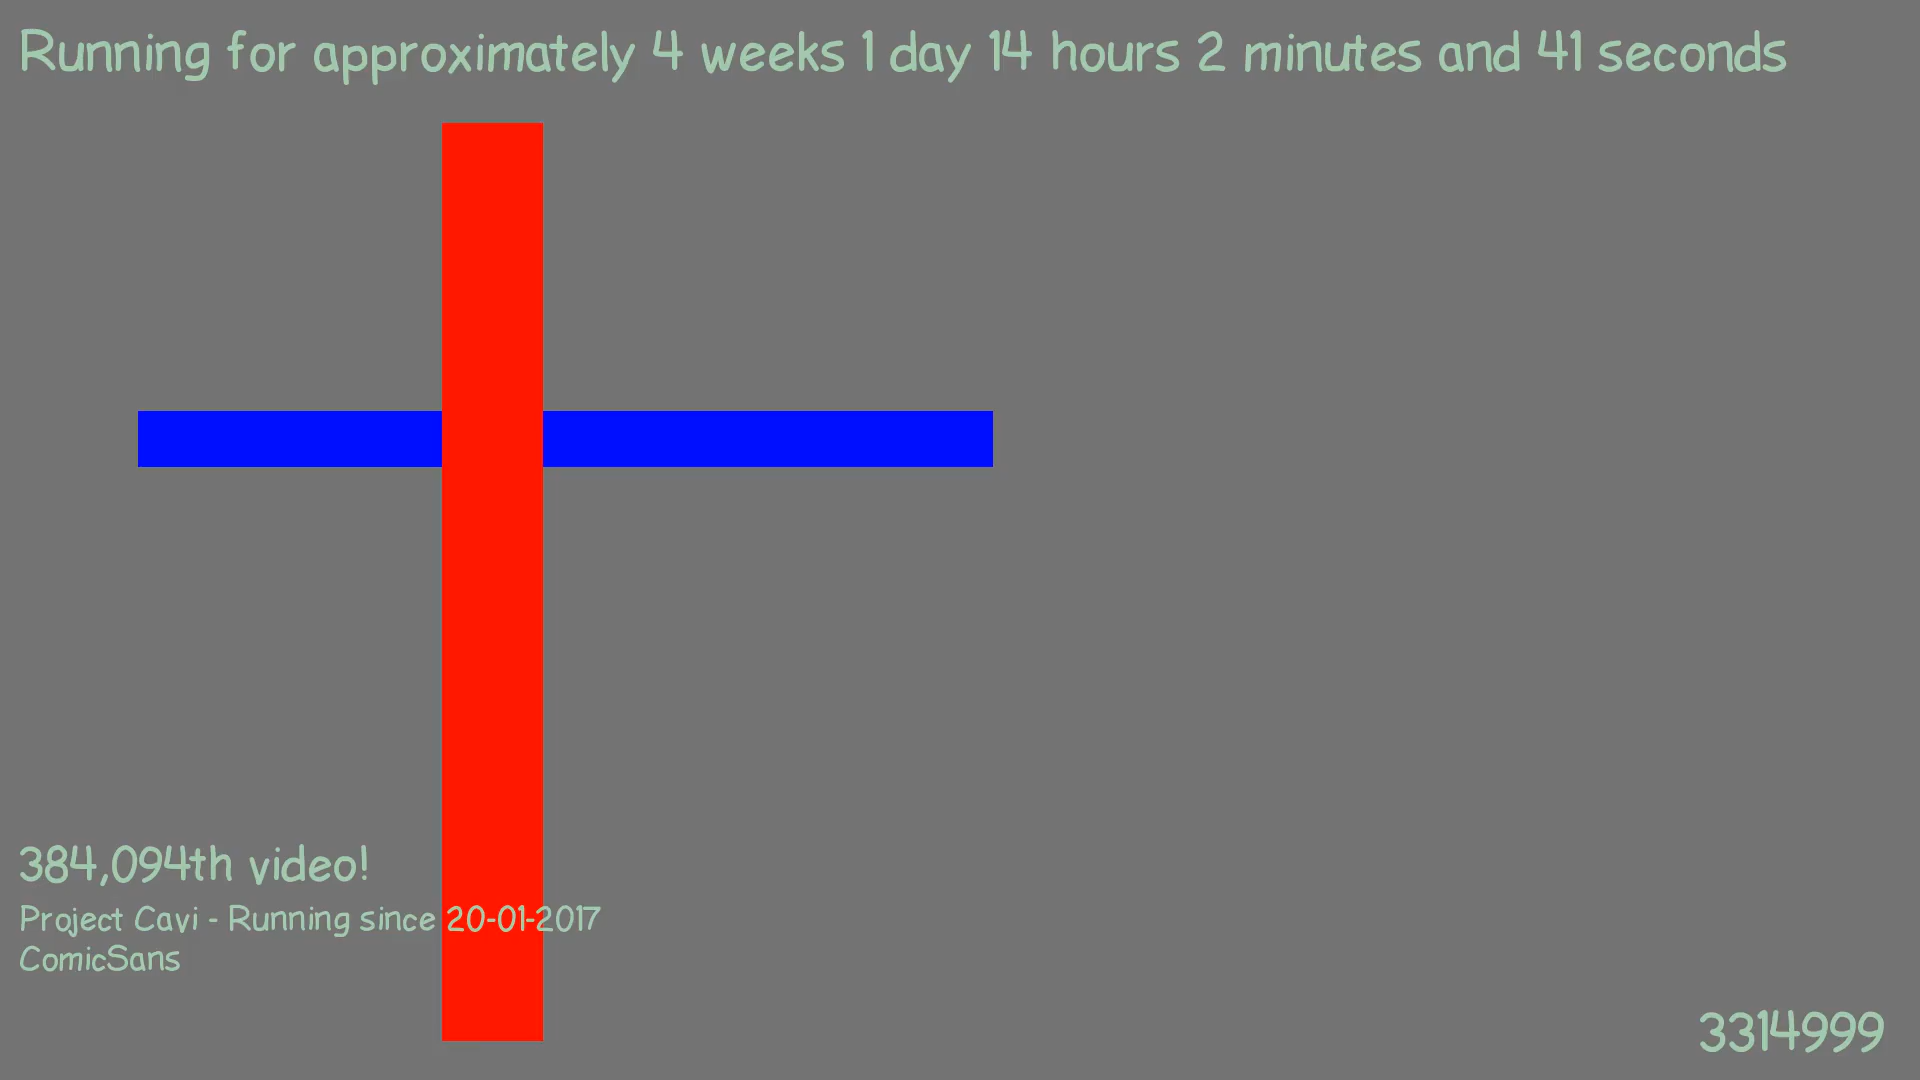 Running for approximately 4 weeks 1 day 14 hours 2 minutes and 41 seconds
384,094th video!
Project Cavi - Running since 20-01-2017
ComicSans
3314999